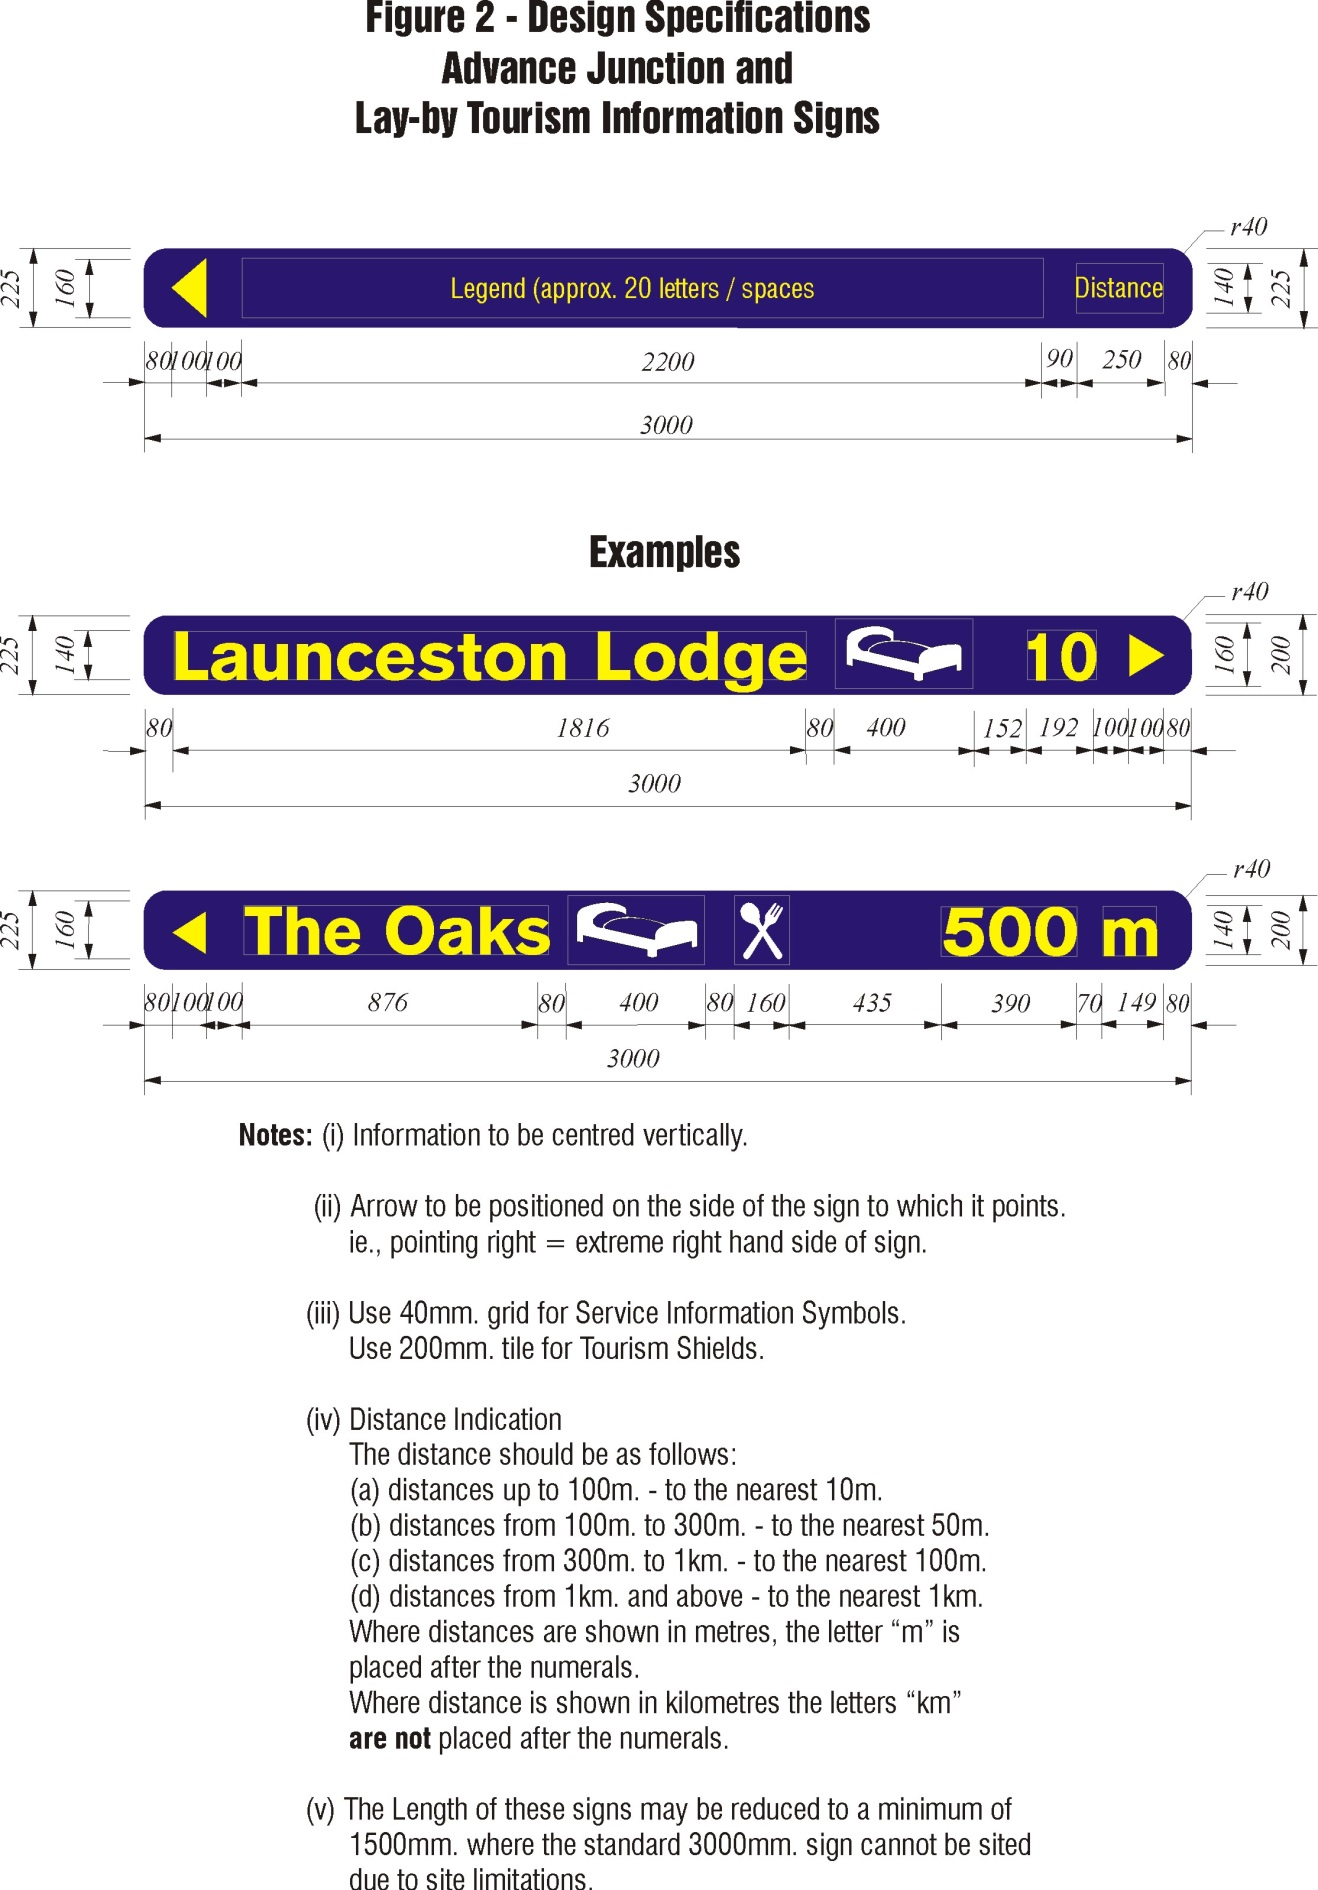 Figure 2 - Design Specifications
Advance Junction and
Lay-by Tourism Information Signs
r40
225
160
Legend (approx. 20 letters / spaces
Distance
140
225
80
100
100
2200
90
250
80
3000
Examples
r40
225
140
Launceston Lodge
10
160
200
80
1816
80
400
152
192
100
100
80
3000
r40
225
160
The Oaks
500 m
140
200
80
100
100
876
80
400
80
160
435
390
70
149
80
3000
Notes: (i) Information to be centred vertically.
(ii) Arrow to be positioned on the side of the sign to which it points.
ie., pointing right = extreme right hand side of sign.
(iii) Use 40mm. grid for Service Information Symbols.
Use 200mm. tile for Tourism Shields.
(iv) Distance Indication
The distance should be as follows:
(a) distances up to 100m. - to the nearest 10m.
(b) distances from 100m. to 300m. - to the nearest 50m.
(c) distances from 300m. to 1km. - to the nearest 100m.
(d) distances from 1km. and above - to the nearest 1km.
Where distances are shown in metres, the letter “m” is
placed after the numerals.
Where distance is shown in kilometres the letters “km”
are not placed after the numerals.
(v) The Length of these signs may be reduced to a minimum of
1500mm. where the standard 3000mm. sign cannot be sited
due to site limitations.